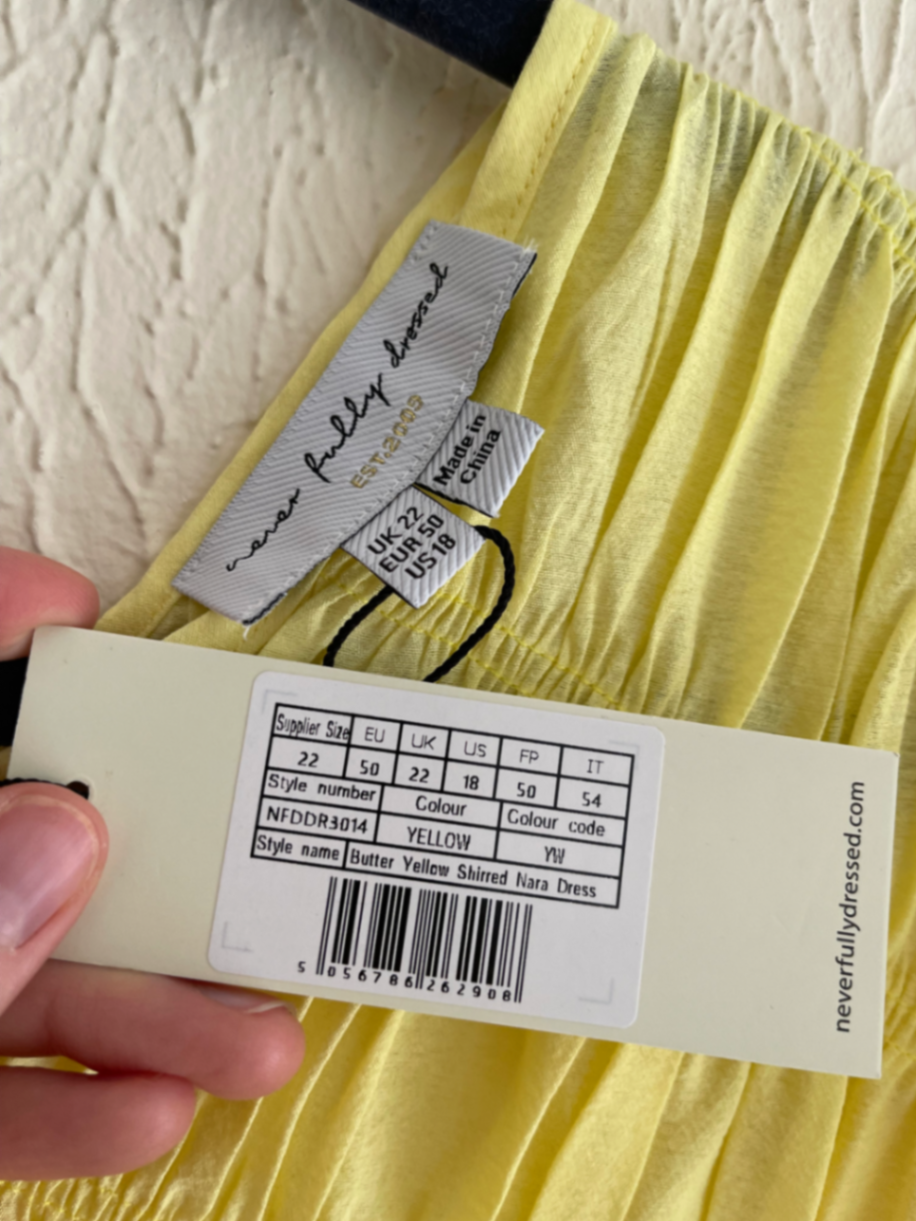 never fully dressed
EST.2009
Made in
China
UK 22
EUR 50
US 18
Supplier Size EU UK US FP IT
22 50 22 18 50 54
Style number Colour Colour code
NFDDR3014 YELLOW YW
Style name Butter Yellow Shirred Nara Dress
5 056786 262908
neverfullydressed.com